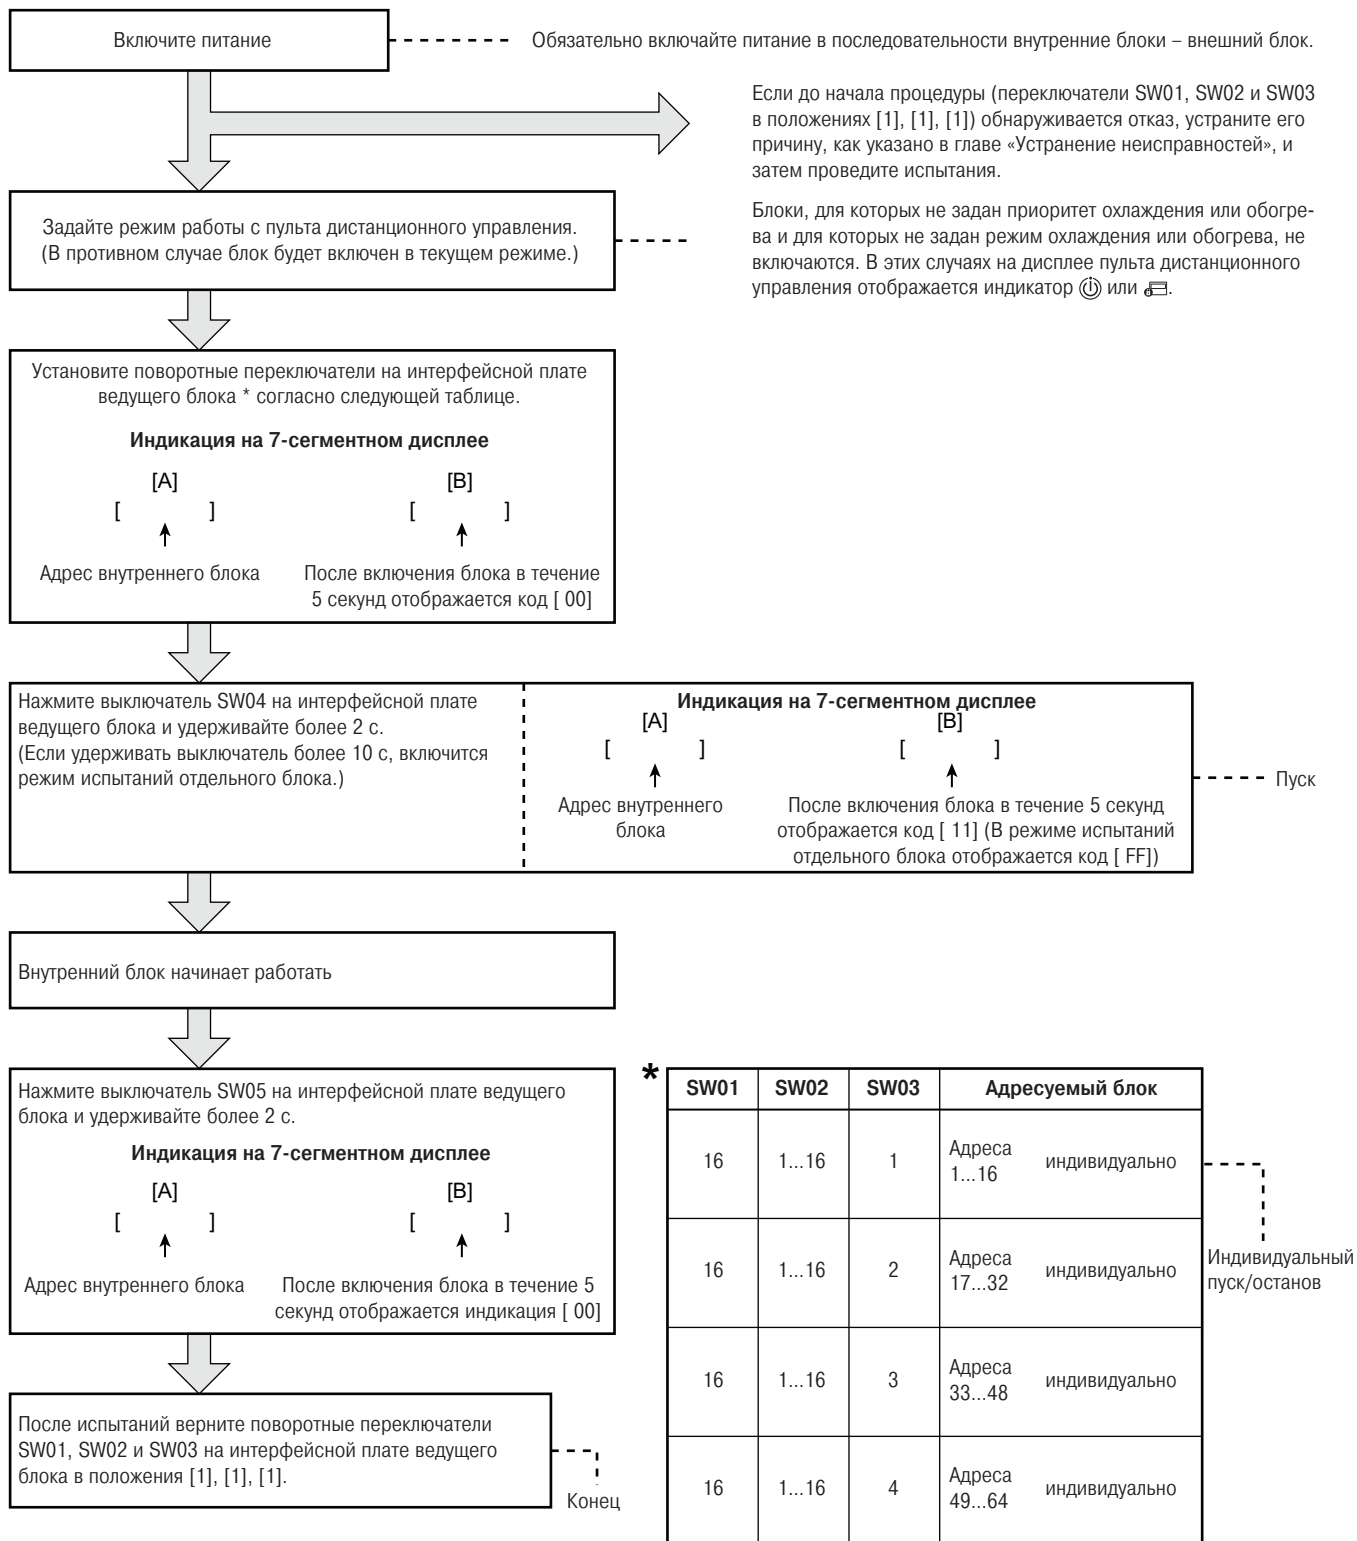 Включите питание
Обязательно включайте питание в последовательности внутренние блоки – внешний блок.
Если до начала процедуры (переключатели SW01, SW02 и SW03
в положениях [1], [1], [1]) обнаруживается отказ, устраните его
причину, как указано в главе «Устранение неисправностей», и
затем проведите испытания.
Задайте режим работы с пульта дистанционного управления.
(В противном случае блок будет включен в текущем режиме.)
Блоки, для которых не задан приоритет охлаждения или обогре-
ва и для которых не задан режим охлаждения или обогрева, не
включаются. В этих случаях на дисплее пульта дистанционного
управления отображается индикатор или .
Установите поворотные переключатели на интерфейсной плате
ведущего блока * согласно следующей таблице.
Индикация на 7-сегментном дисплее
[A] [B]
[ ] [ ]
Адрес внутреннего блока
После включения блока в течение
5 секунд отображается код [ 00]
Нажмите выключатель SW04 на интерфейсной плате
ведущего блока и удерживайте более 2 с.
(Если удерживать выключатель более 10 с, включится
режим испытаний отдельного блока.)
Индикация на 7-сегментном дисплее
[A] [B]
[ ] [ ]
Адрес внутреннего
блока
После включения блока в течение 5 секунд
отображается код [ 11] (В режиме испытаний
отдельного блока отображается код [ FF])
Пуск
Внутренний блок начинает работать
Нажмите выключатель SW05 на интерфейсной плате ведущего
блока и удерживайте более 2 с.
Индикация на 7-сегментном дисплее
[A] [B]
[ ] [ ]
Адрес внутреннего блока
После включения блока в течение 5
секунд отображается индикация [ 00]
После испытаний верните поворотные переключатели
SW01, SW02 и SW03 на интерфейсной плате ведущего
блока в положения [1], [1], [1].
Конец
*
SW01 SW02 SW03 Адресуемый блок
16 1...16 1 Адреса 1...16 индивидуально
16 1...16 2 Адреса 17...32 индивидуально
16 1...16 3 Адреса 33...48 индивидуально
16 1...16 4 Адреса 49...64 индивидуально
Индивидуальный
пуск/останов